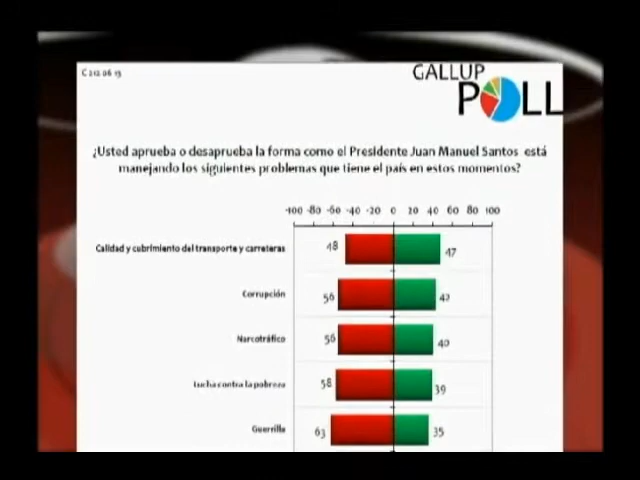 C 212 06 13
GALLUP
POLL
¿Usted aprueba o desaprueba la forma como el Presidente Juan Manuel Santos está
manejando los siguientes problemas que tiene el país en estos momentos?
-100 -80 -60 -40 -20 0 20 40 60 80 100
Calidad y cubrimiento del transporte y carreteras 48 47
Corrupción 56 42
Narcotráfico 56 40
Lucha contra la pobreza 58 39
Guerrilla 63 35